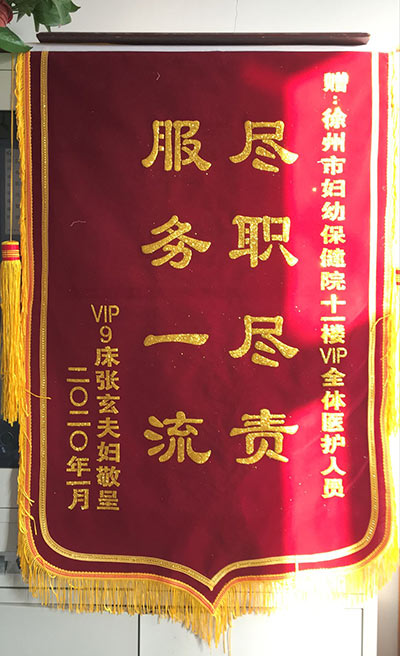 赠：徐州市妇幼保健院十一楼VIP全体医护人员
尽职尽责
服务一流
VIP9床张玄夫妇敬呈
二〇二〇年一月